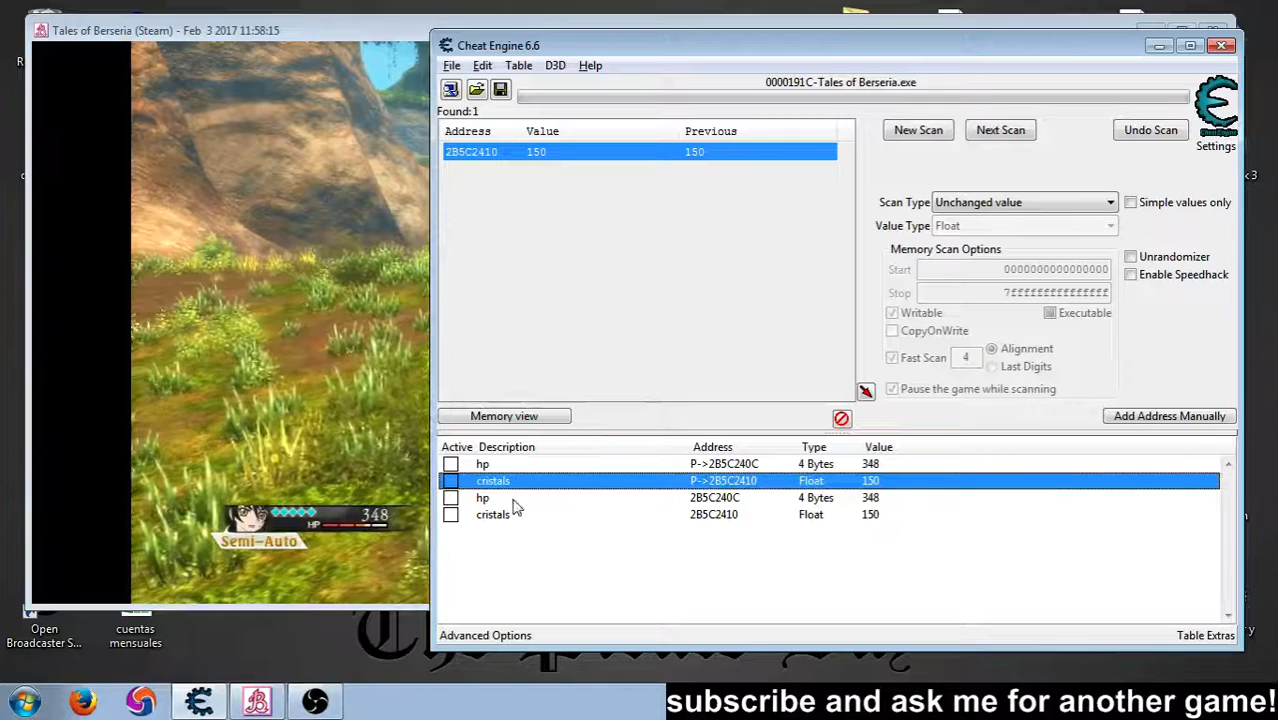 Tales of Berseria (Steam) - Feb 3 2017 11:58:15
Cheat Engine 6.6
File Edit Table D3D Help
0000191C-Tales of Berseria.exe
Found:1
Address Value Previous
2B5C2410 150 150
New Scan Next Scan Undo Scan
Cheat Engine
Settings
Scan Type Unchanged value Simple values only
Value Type Float
Memory Scan Options
Unrandomizer
Enable Speedhack
Start 0000000000000000
Stop 7fffffffffffffff
Writable Executable
CopyOnWrite
Fast Scan 4 Alignment
Last Digits
Pause the game while scanning
Memory view Add Address Manually
Active Description Address Type Value
hp P->2B5C240C 4 Bytes 348
cristals P->2B5C2410 Float 150
hp 2B5C240C 4 Bytes 348
cristals 2B5C2410 Float 150
348
HP
Semi-Auto
Advanced Options Table Extras
Open
Broadcaster S...
cuentas
mensuales
subscribe and ask me for another game!